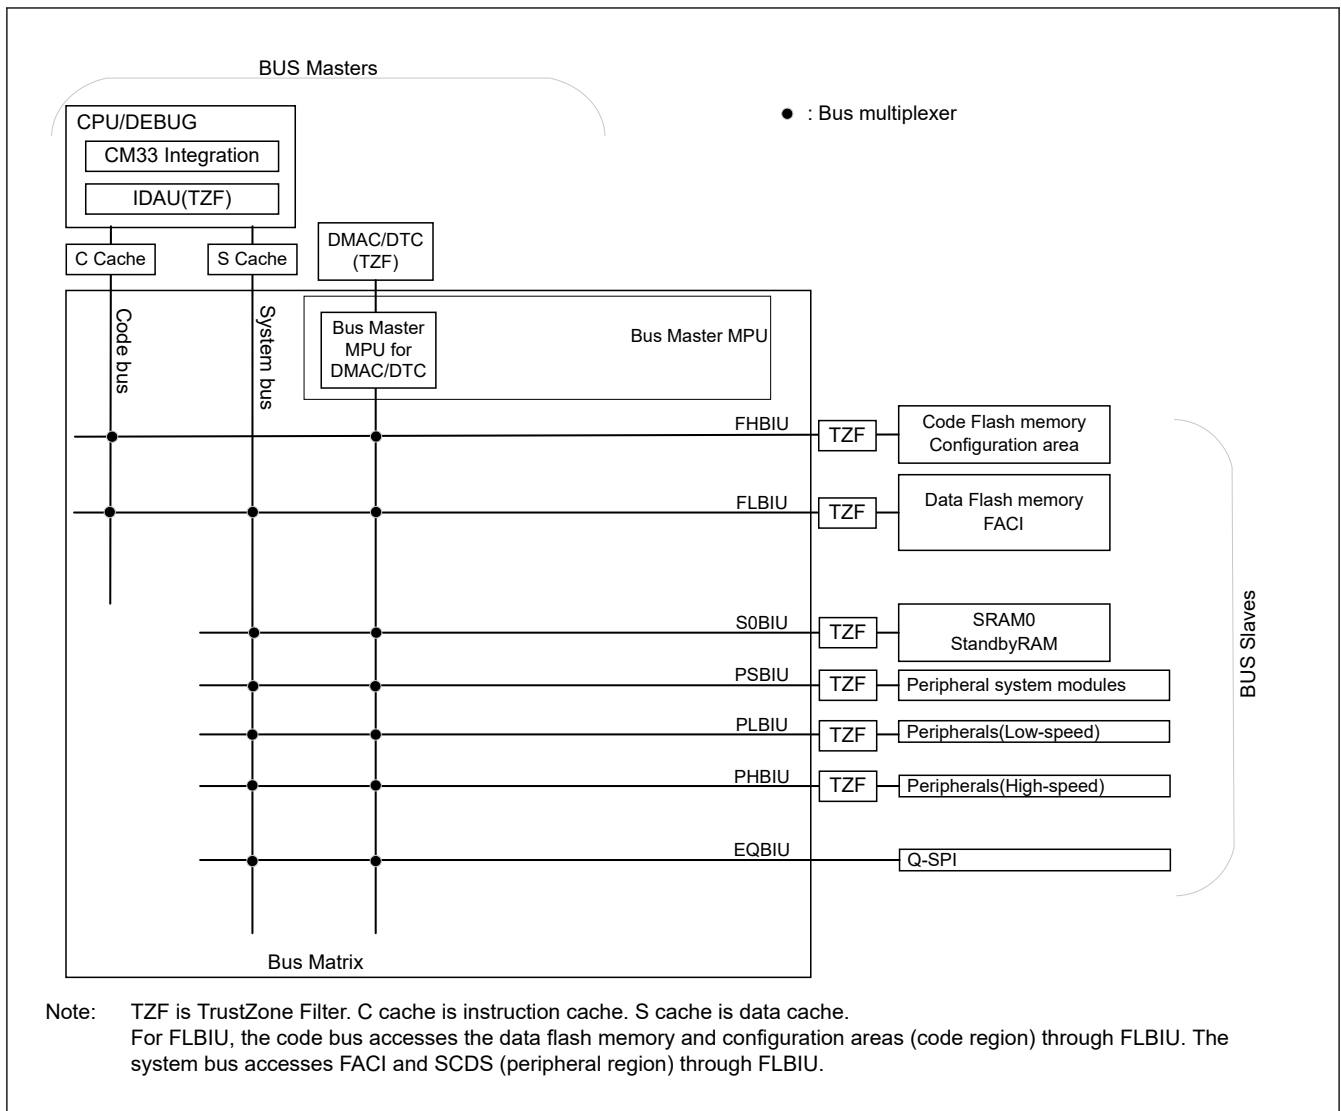 BUS Masters
: Bus multiplexer
CPU/DEBUG
CM33 Integration
IDAU(TZF)
C Cache
S Cache
DMAC/DTC
(TZF)
Code bus
System bus
Bus Master
MPU for
DMAC/DTC
Bus Master MPU
FHBIU
TZF
Code Flash memory
Configuration area
FLBIU
TZF
Data Flash memory
FACI
S0BIU
TZF
SRAM0
StandbyRAM
PSBIU
TZF
Peripheral system modules
PLBIU
TZF
Peripherals(Low-speed)
PHBIU
TZF
Peripherals(High-speed)
EQBIU
Q-SPI
BUS Slaves
Bus Matrix
Note: TZF is TrustZone Filter. C cache is instruction cache. S cache is data cache.
For FLBIU, the code bus accesses the data flash memory and configuration areas (code region) through FLBIU. The
system bus accesses FACI and SCDS (peripheral region) through FLBIU.